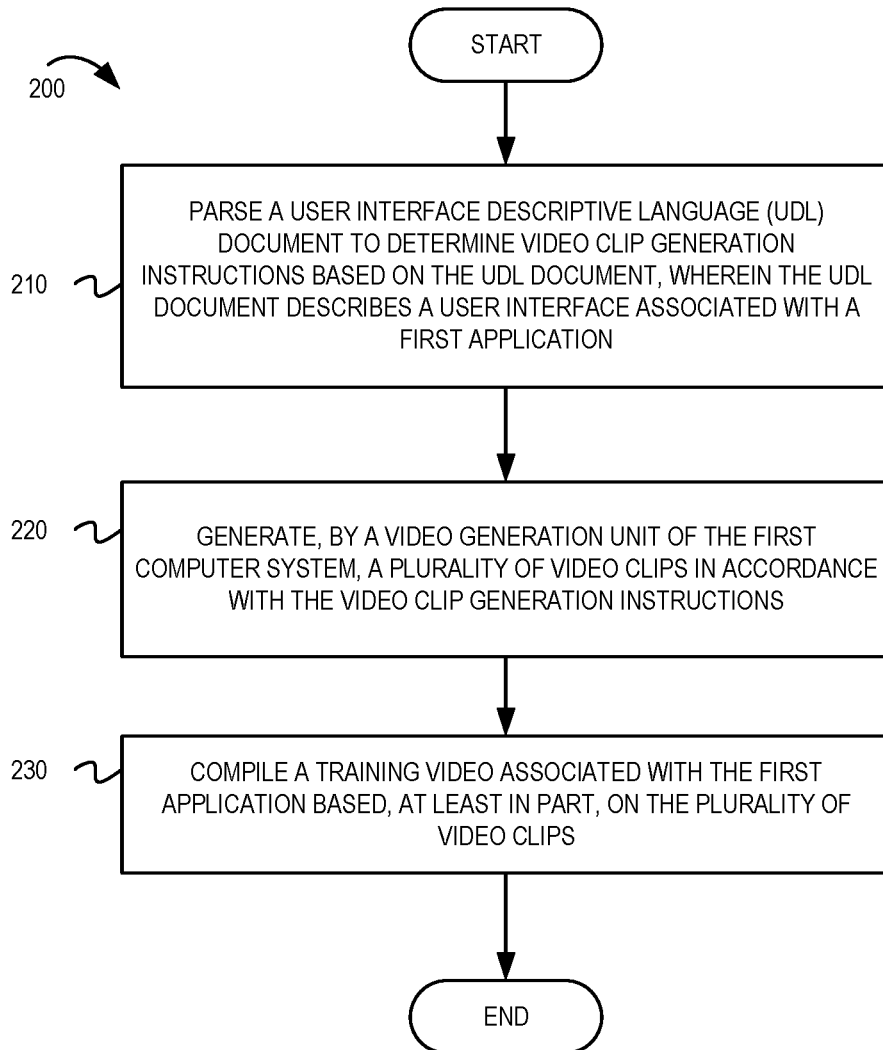 START
200
PARSE A USER INTERFACE DESCRIPTIVE LANGUAGE (UDL)
DOCUMENT TO DETERMINE VIDEO CLIP GENERATION
INSTRUCTIONS BASED ON THE UDL DOCUMENT, WHEREIN THE UDL
DOCUMENT DESCRIBES A USER INTERFACE ASSOCIATED WITH A
FIRST APPLICATION
210
GENERATE, BY A VIDEO GENERATION UNIT OF THE FIRST
COMPUTER SYSTEM, A PLURALITY OF VIDEO CLIPS IN ACCORDANCE
WITH THE VIDEO CLIP GENERATION INSTRUCTIONS
220
COMPILE A TRAINING VIDEO ASSOCIATED WITH THE FIRST
APPLICATION BASED, AT LEAST IN PART, ON THE PLURALITY OF
VIDEO CLIPS
230
END